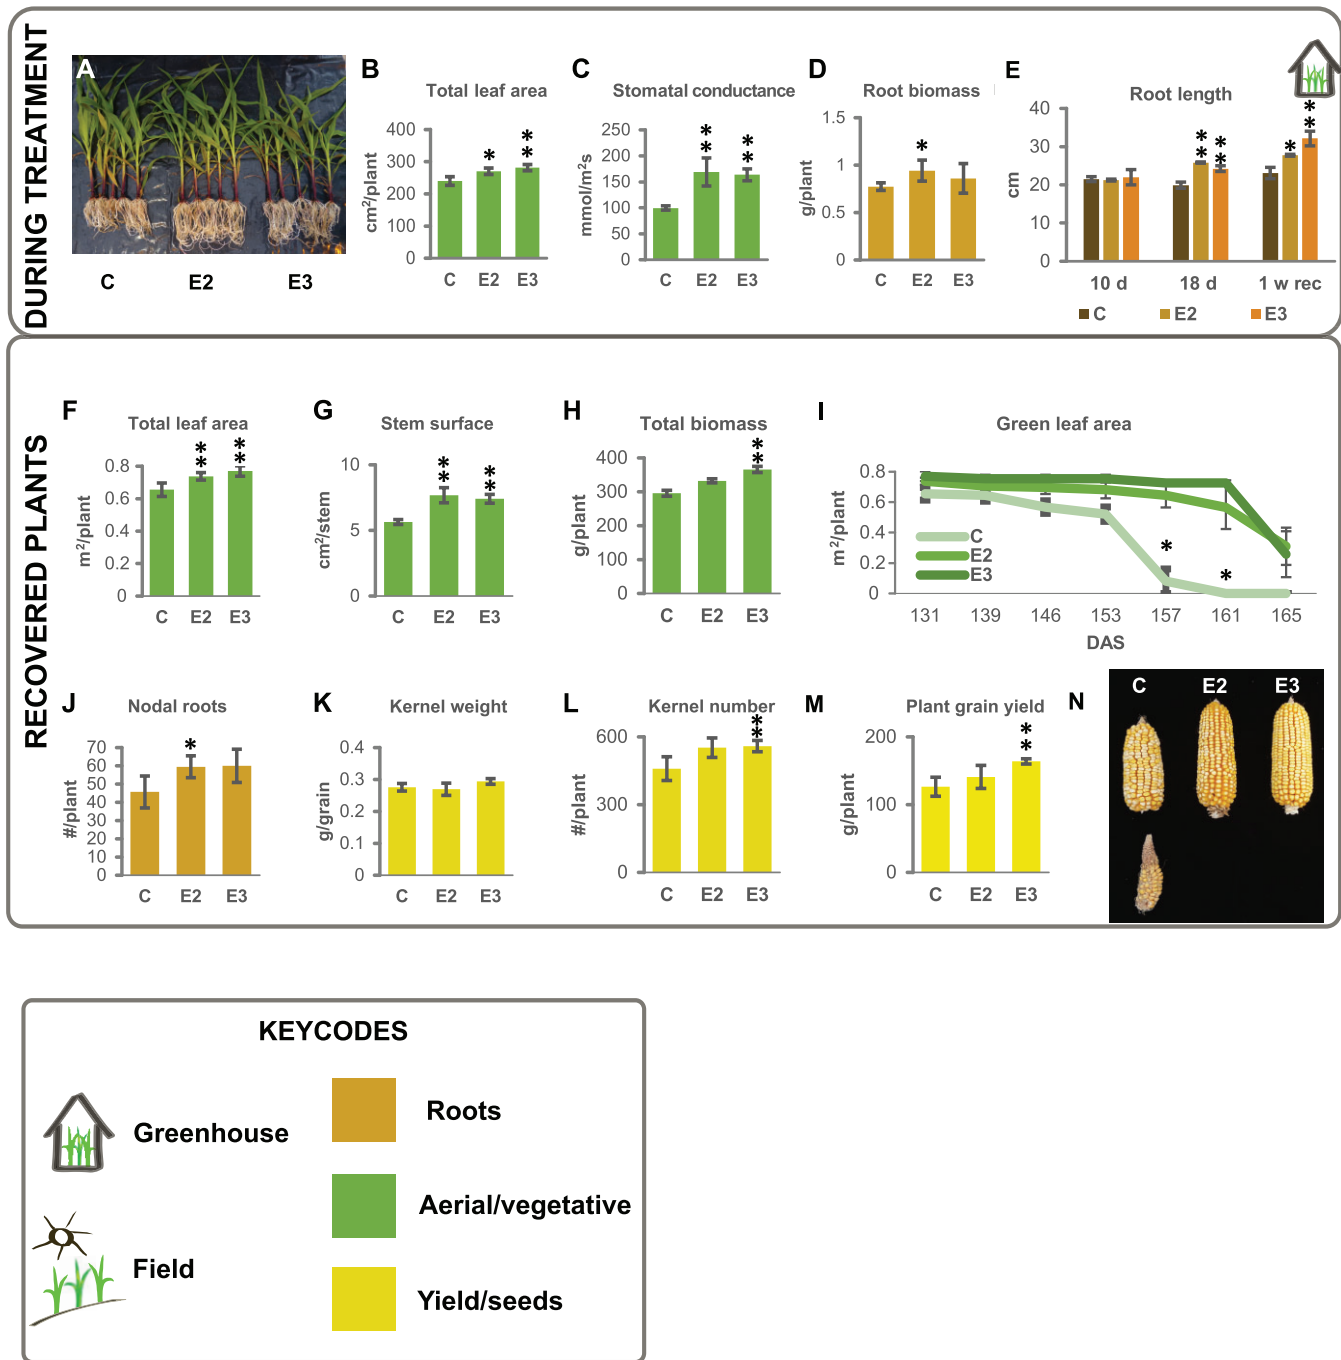 DURING TREATMENT
A
C E2 E3
B
Total leaf area
cm2/plant
400
300
200
100
0
C E2 E3
* **
C
Stomatal conductance
mmol/m2s
250
200
150
100
50
0
C E2 E3
** **
D
Root biomass
g/plant
1.5
1
0.5
0
C E2 E3
*
E
Root length
cm
40
30
20
10
0
10 d 18 d 1 w rec
** ** * **
C E2 E3
RECOVERED PLANTS
F
Total leaf area
m2/plant
0.8
0.6
0.4
0.2
0
C E2 E3
** **
G
Stem surface
cm2/stem
10
5
0
C E2 E3
** **
H
Total biomass
g/plant
400
300
200
100
0
C E2 E3
**
I
Green leaf area
m2/plant
0.8
0.6
0.4
0.2
0
C
E2
E3
* *
131 139 146 153 157 161 165
DAS
J
Nodal roots
#/plant
70
60
50
40
30
20
10
0
C E2 E3
*
K
Kernel weight
g/grain
0.4
0.3
0.2
0.1
0
C E2 E3
L
Kernel number
#/plant
600
300
0
C E2 E3
**
M
Plant grain yield
g/plant
200
100
0
C E2 E3
**
N
C E2 E3
KEYCODES
Greenhouse
Field
Roots
Aerial/vegetative
Yield/seeds